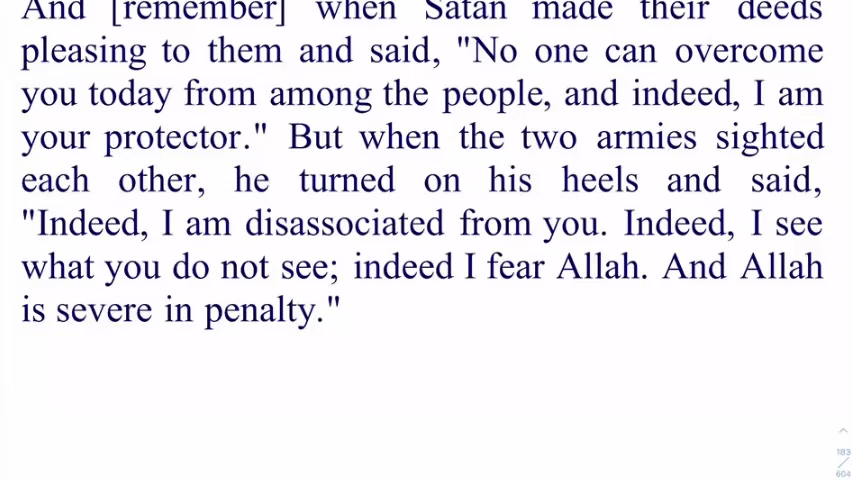 And [remember] when Satan made their deeds
pleasing to them and said, "No one can overcome
you today from among the people, and indeed, I am
your protector." But when the two armies sighted
each other, he turned on his heels and said,
"Indeed, I am disassociated from you. Indeed, I see
what you do not see; indeed I fear Allah. And Allah
is severe in penalty."
183
/
604